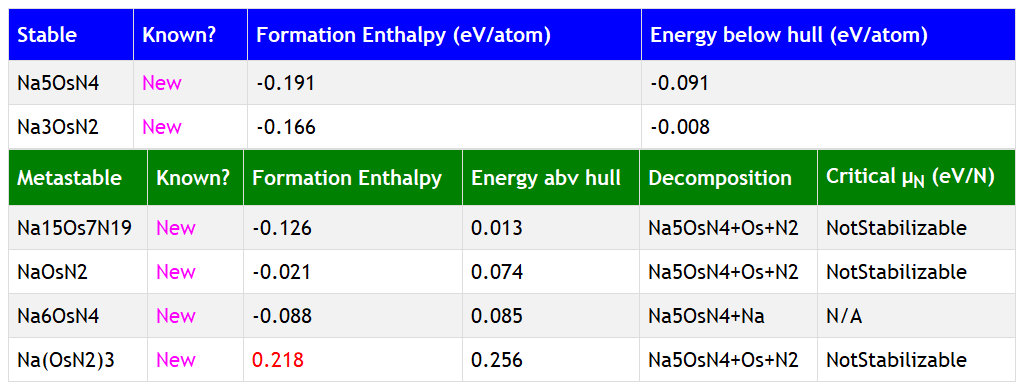 Stable Known? Formation Enthalpy (eV/atom) Energy below hull (eV/atom)
Na5OsN4 New -0.191 -0.091
Na3OsN2 New -0.166 -0.008
Metastable Known? Formation Enthalpy Energy abv hull Decomposition Critical μN (eV/N)
Na15Os7N19 New -0.126 0.013 Na5OsN4+Os+N2 NotStabilizable
NaOsN2 New -0.021 0.074 Na5OsN4+Os+N2 NotStabilizable
Na6OsN4 New -0.088 0.085 Na5OsN4+Na N/A
Na(OsN2)3 New 0.218 0.256 Na5OsN4+Os+N2 NotStabilizable